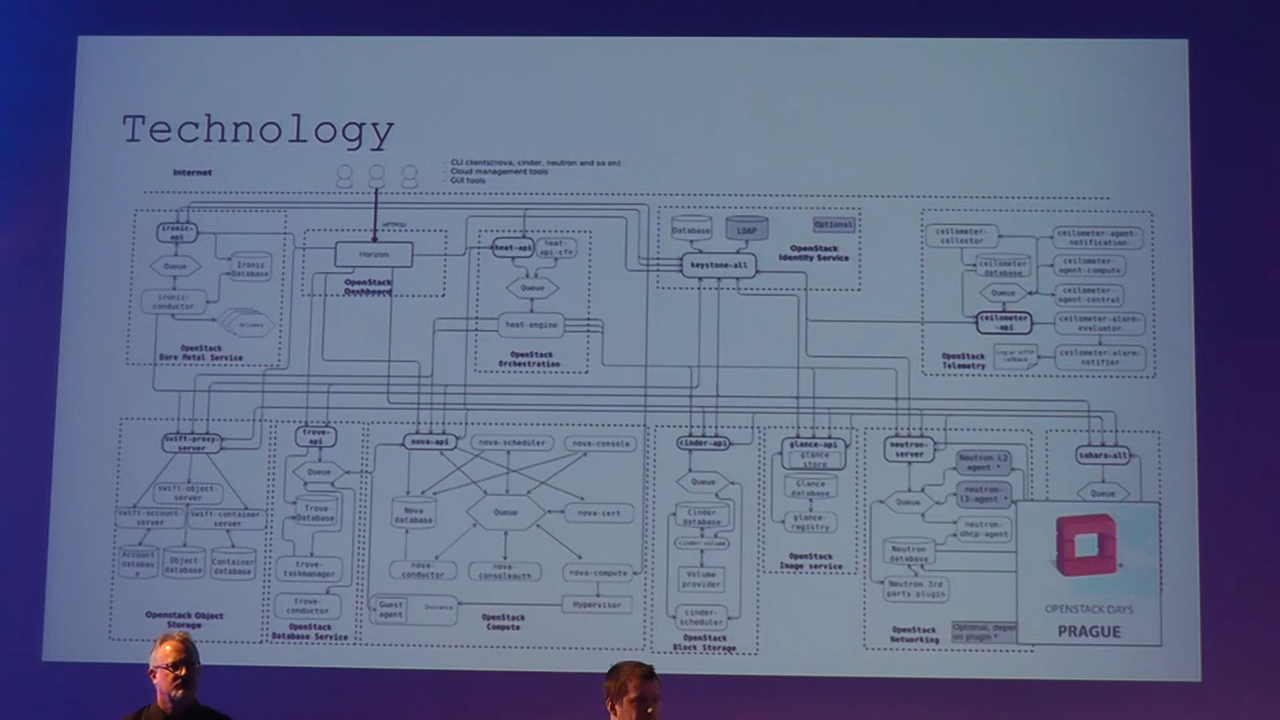 Technology
Internet
CLI clients(nova, cinder, neutron and so on)
Cloud management tools
GUI tools
ironic-
api
Queue
Ironic
Database
ironic-
conductor
OpenStack
Bare Metal Service
Horizon
OpenStack
Dashboard
heat-api
heat-
api-cfn
Queue
heat-engine
OpenStack
Orchestration
Database
LDAP
Optional
OpenStack
Identity Service
keystone-all
ceilometer-
collector
ceilometer-agent-
notification
ceilometer
database
ceilometer-
agent-compute
Queue
ceilometer-
agent-central
ceilometer
-api
ceilometer-alarm-
evaluator
OpenStack
Telemetry
ceilometer-alarm-
notifier
swift-proxy-
server
swift-object-
server
swift-account-
server
swift-container-
server
Account
databas
e
Object
database
Container
database
Openstack Object
Storage
trove-
api
Queue
Trove
Database
trove-
taskmanager
trove-
conductor
OpenStack
Database Service
nova-api
nova-scheduler
nova-console
Nova
database
Queue
nova-cert
nova-
conductor
nova-
consoleauth
nova-compute
Guest
agent
Instance
Hypervisor
OpenStack
Compute
cinder-api
Queue
Cinder
database
cinder-volume
Volume
provider
cinder-
scheduler
OpenStack
Block Storage
glance-api
glance
store
Glance
database
glance-
registry
OpenStack
Image service
neutron-
server
Neutron L2
agent *
Queue
neutron-
l3-agent *
neutron-
dhcp-agent
Neutron
database
Neutron 3rd
party plugin
OpenStack
Networking
Optional, depen
on plugin *
sahara-all
Queue
OPENSTACK DAYS
PRAGUE